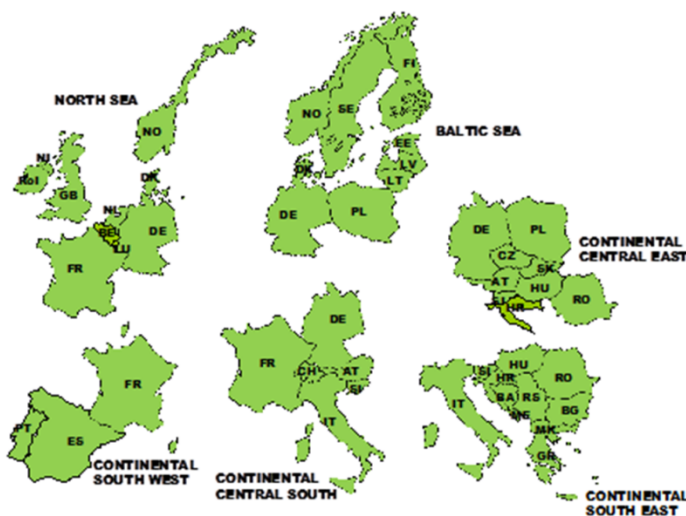 NORTH SEA
NO
NI
RoI
GB
DK
NL
BE
DE
LU
FR
FI
NO
SE
BALTIC SEA
EE
DK
LV
LT
DE
PL
DE
PL
CONTINENTAL
CENTRAL EAST
CZ
SK
AT
HU
SI
HR
RO
FR
PT
ES
CONTINENTAL
SOUTH WEST
DE
FR
CH
AT
SI
IT
CONTINENTAL
CENTRAL SOUTH
HU
SI
HR
RO
IT
BA
RS
ME
BG
MK
GR
CONTINENTAL
SOUTH EAST